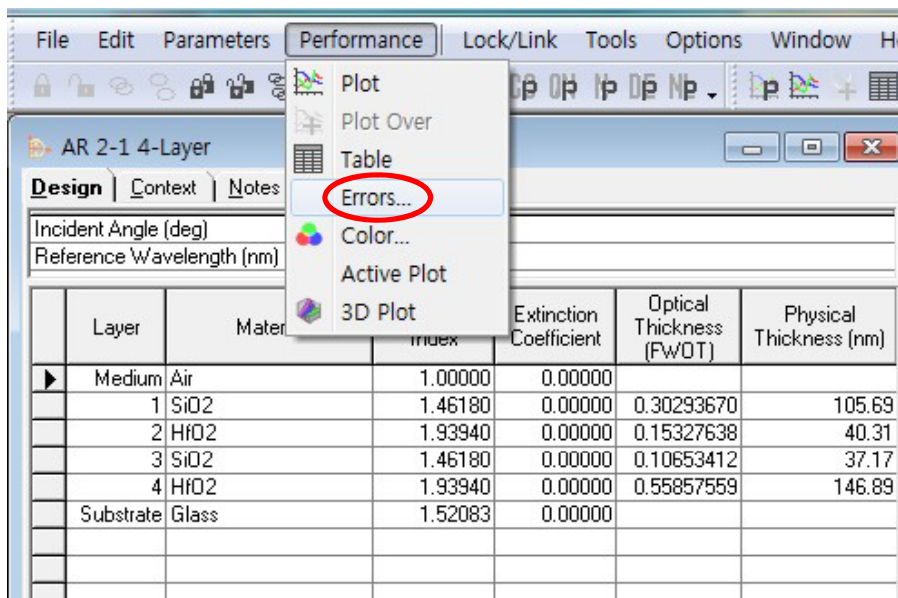 File Edit Parameters Performance Lock/Link Tools Options Window
Plot
Plot Over
Table
Errors...
Color...
Active Plot
3D Plot
AR 2-1 4-Layer
Design Context Notes
Incident Angle (deg)
Reference Wavelength (nm)
Layer Extinction Coefficient Optical Thickness (FWOT) Physical Thickness (nm)
Medium Air 1.00000 0.00000
1 SiO2 1.46180 0.00000 0.30293670 105.69
2 HfO2 1.93940 0.00000 0.15327638 40.31
3 SiO2 1.46180 0.00000 0.10653412 37.17
4 HfO2 1.93940 0.00000 0.55857559 146.89
Substrate Glass 1.52083 0.00000